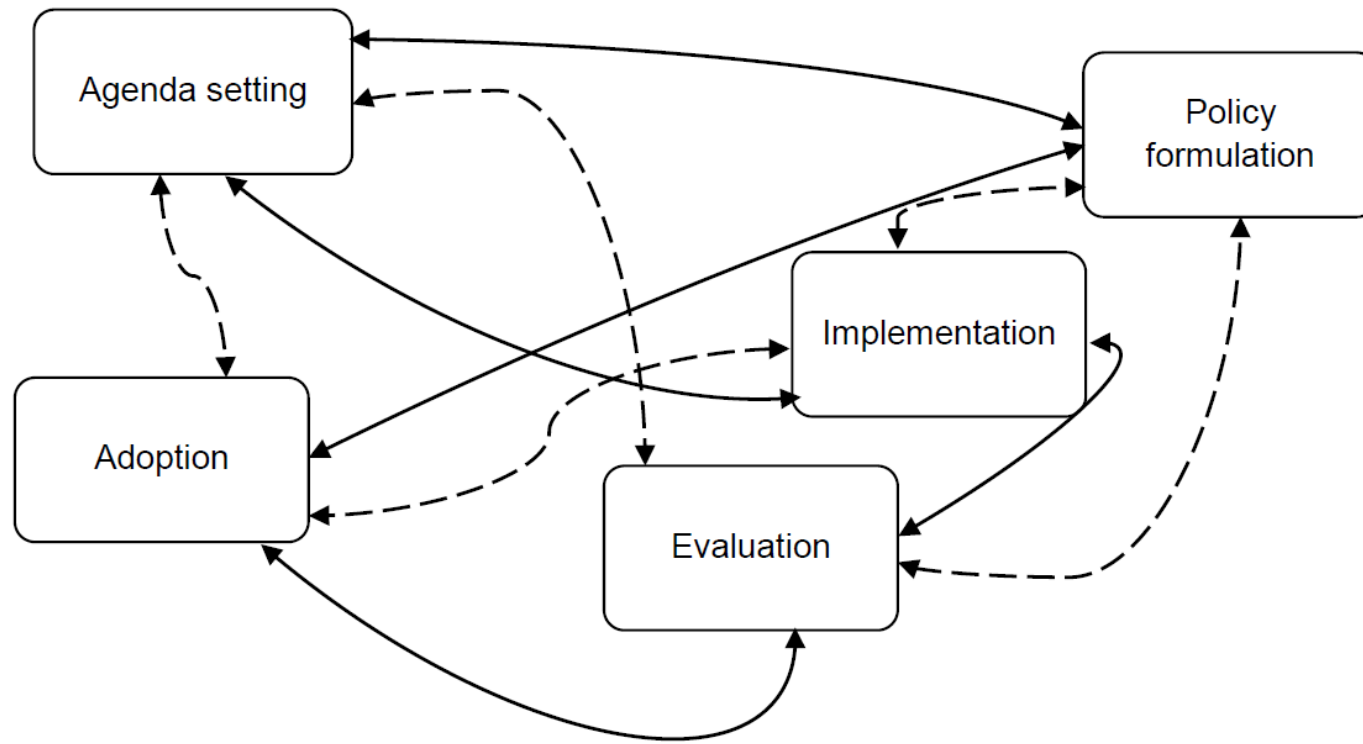 Agenda setting
Policy
formulation
Implementation
Adoption
Evaluation